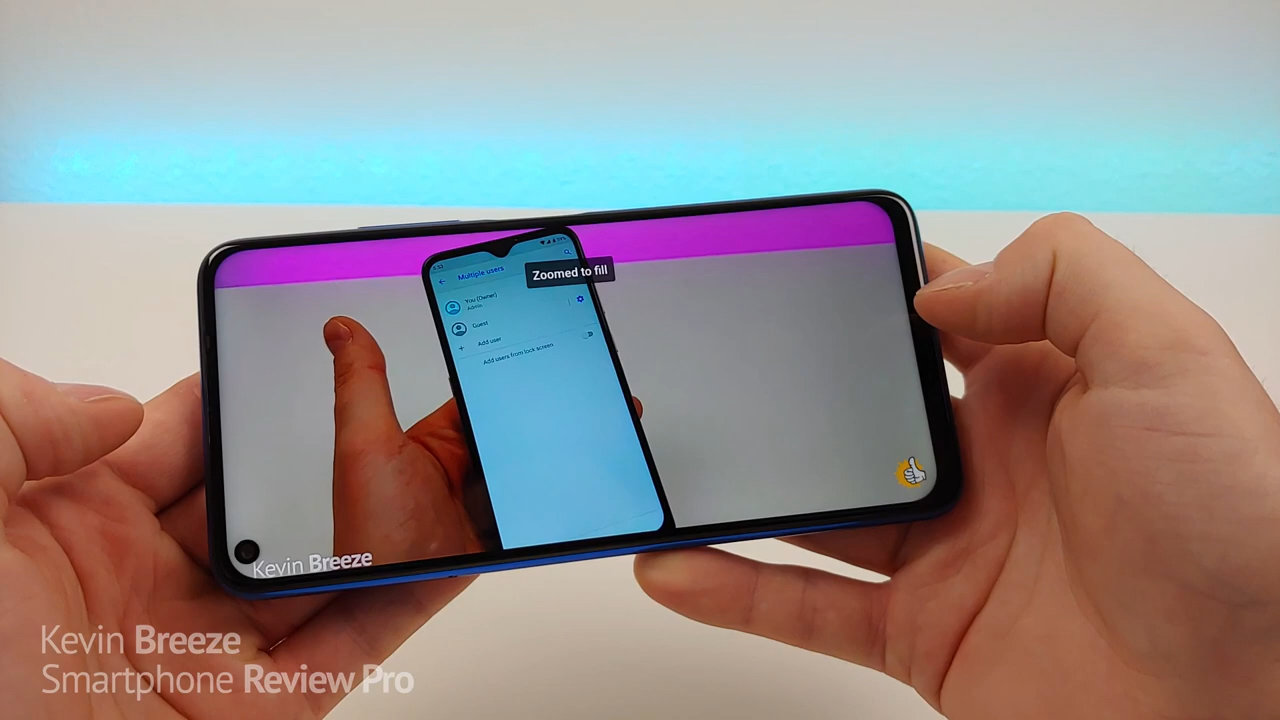 Multiple users
Zoomed to fill
You (Owner)
Admin
Guest
Add user
Add users from lock screen
Kevin Breeze
Kevin Breeze
Smartphone Review Pro